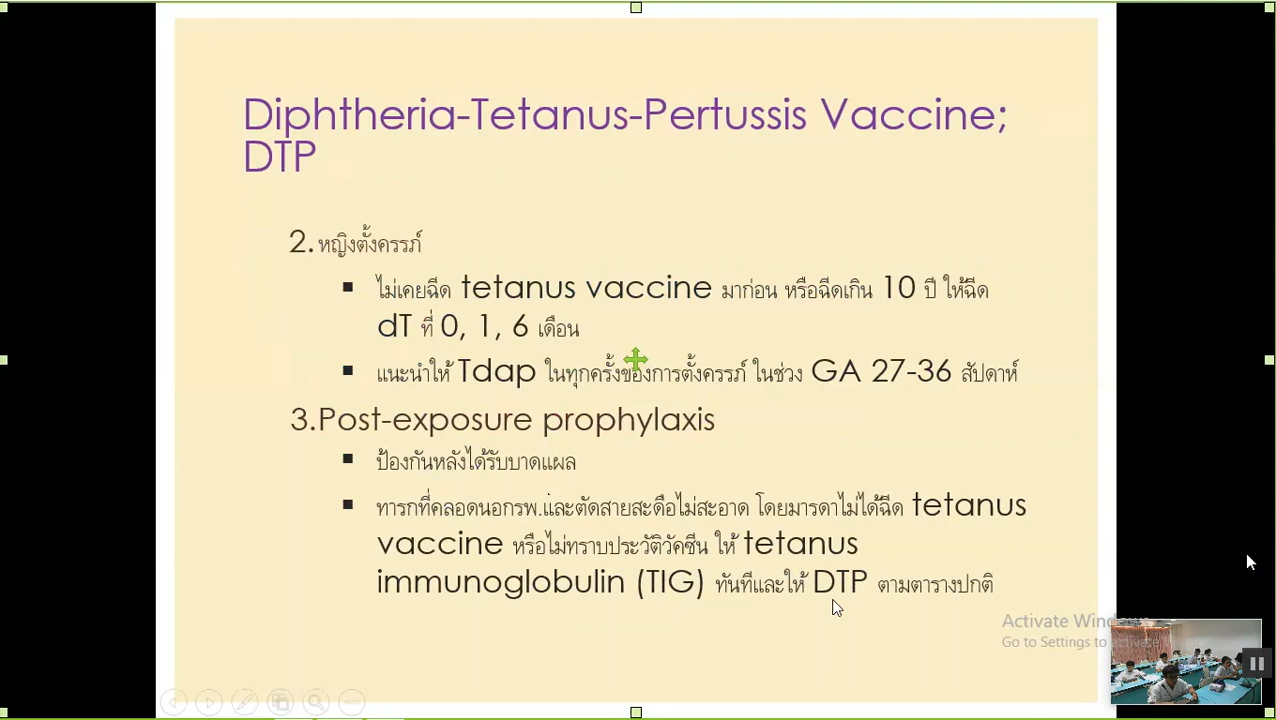 Diphtheria-Tetanus-Pertussis Vaccine;
DTP
2. หญิงตั้งครรภ์
▪ ไม่เคยฉีด tetanus vaccine มาก่อน หรือฉีดเกิน 10 ปี ให้ฉีด
dT ที่ 0, 1, 6 เดือน
▪ แนะนำให้ Tdap ในทุกครั้งของการตั้งครรภ์ ในช่วง GA 27-36 สัปดาห์
3.Post-exposure prophylaxis
▪ ป้องกันหลังได้รับบาดแผล
▪ ทารกที่คลอดนอกรพ.และตัดสายสะดือไม่สะอาด โดยมารดาไม่ได้ฉีด tetanus
vaccine หรือไม่ทราบประวัติวัคซีน ให้ tetanus
immunoglobulin (TIG) ทันทีและให้ DTP ตามตารางปกติ
Activate Windows
Go to Settings to activate